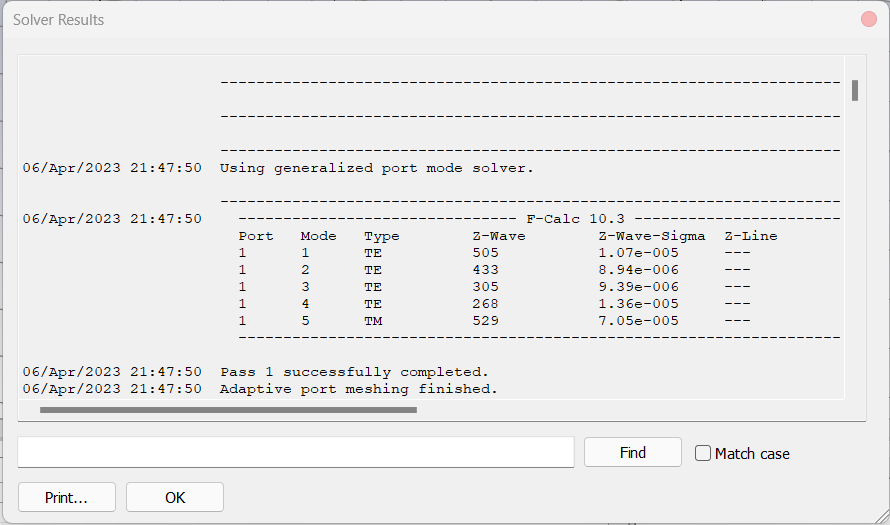 Solver Results
--------------------------------------------------------------------
--------------------------------------------------------------------
--------------------------------------------------------------------
06/Apr/2023 21:47:50 Using generalized port mode solver.
--------------------------------------------------------------------
06/Apr/2023 21:47:50 ------------------------------- F-Calc 10.3 -----------------------
Port Mode Type Z-Wave Z-Wave-Sigma Z-Line
1 1 TE 505 1.07e-005 ---
1 2 TE 433 8.94e-006 ---
1 3 TE 305 9.39e-006 ---
1 4 TE 268 1.36e-005 ---
1 5 TM 529 7.05e-005 ---
-------------------------------------------------------------------
06/Apr/2023 21:47:50 Pass 1 successfully completed.
06/Apr/2023 21:47:50 Adaptive port meshing finished.
Find
Match case
Print...
OK